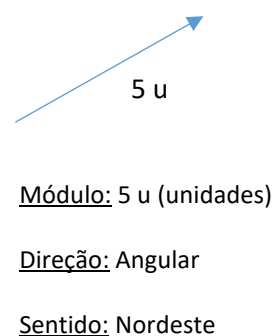 5 u
Módulo: 5 u (unidades)
Direção: Angular
Sentido: Nordeste